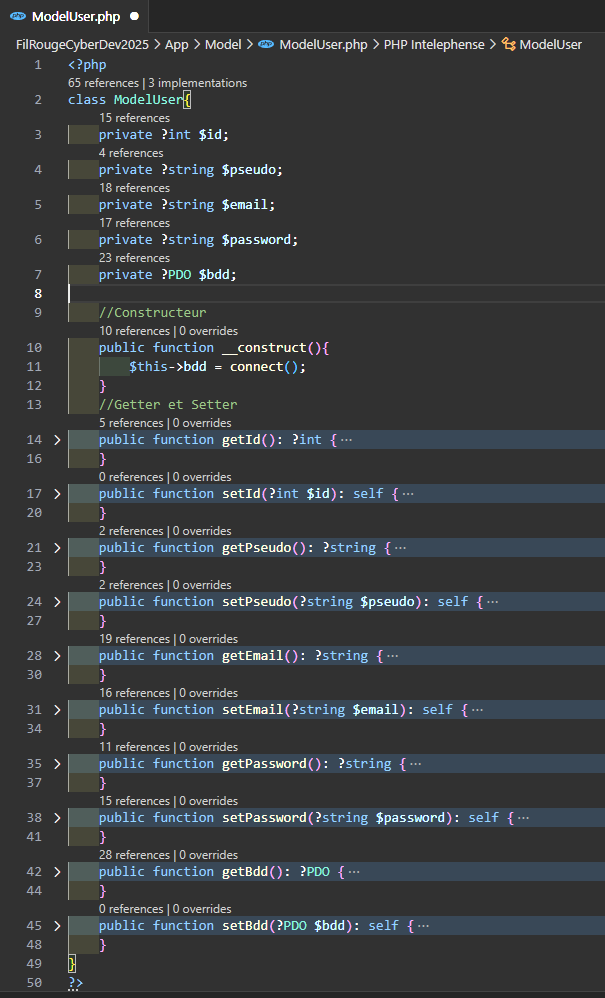 php ModelUser.php ●
FilRougeCyberDev2025 > App > Model > php ModelUser.php > PHP Intelephense > ModelUser
1 <?php
65 references | 3 implementations
2 class ModelUser{
15 references
3 private ?int $id;
4 references
4 private ?string $pseudo;
18 references
5 private ?string $email;
17 references
6 private ?string $password;
23 references
7 private ?PDO $bdd;
8
9 //Constructeur
10 references | 0 overrides
10 public function __construct(){
11 $this->bdd = connect();
12 }
13 //Getter et Setter
5 references | 0 overrides
14 > public function getId(): ?int { ⋯
16 }
0 references | 0 overrides
17 > public function setId(?int $id): self { ⋯
20 }
2 references | 0 overrides
21 > public function getPseudo(): ?string { ⋯
23 }
2 references | 0 overrides
24 > public function setPseudo(?string $pseudo): self { ⋯
27 }
19 references | 0 overrides
28 > public function getEmail(): ?string { ⋯
30 }
16 references | 0 overrides
31 > public function setEmail(?string $email): self { ⋯
34 }
11 references | 0 overrides
35 > public function getPassword(): ?string { ⋯
37 }
15 references | 0 overrides
38 > public function setPassword(?string $password): self { ⋯
41 }
28 references | 0 overrides
42 > public function getBdd(): ?PDO { ⋯
44 }
0 references | 0 overrides
45 > public function setBdd(?PDO $bdd): self { ⋯
48 }
49 }
50 ?>